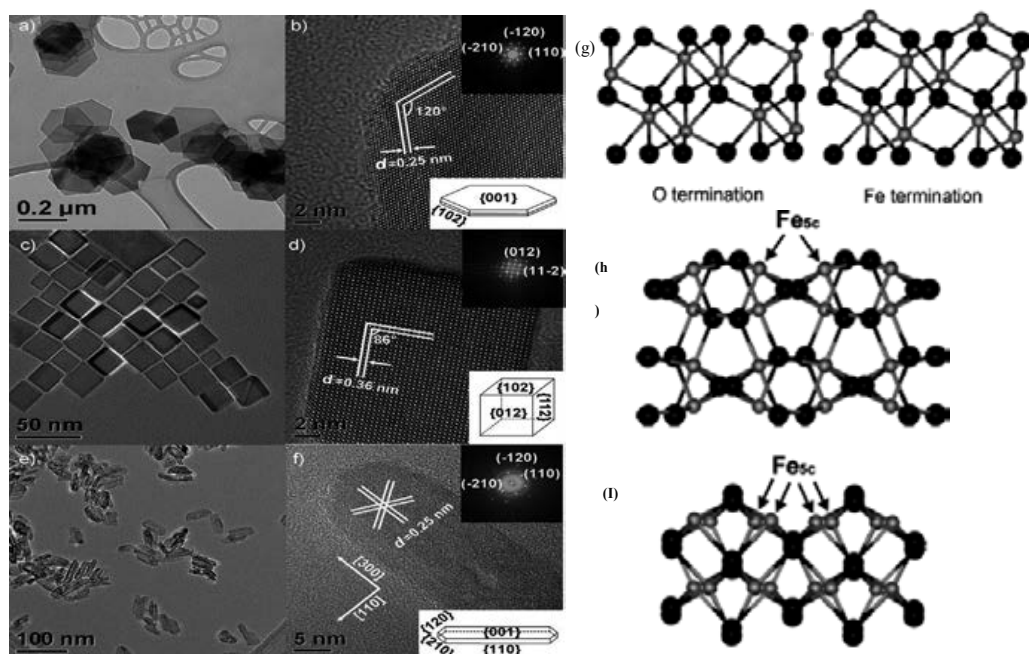 a)
0.2 µm
b)
(-120)
(-210)
(110)
120°
d=0.25 nm
{001}
{102}
2 nm
c)
50 nm
d)
(012)
(11-2)
86°
d=0.36 nm
{102}
{012}
{112}
2 nm
e)
100 nm
f)
(-120)
(-210)
(110)
d=0.25 nm
[300]
[110]
{120}
{210}
{001}
{110}
5 nm
(g)
O termination
Fe termination
Fe5c
(h
)
Fe5c
(I)